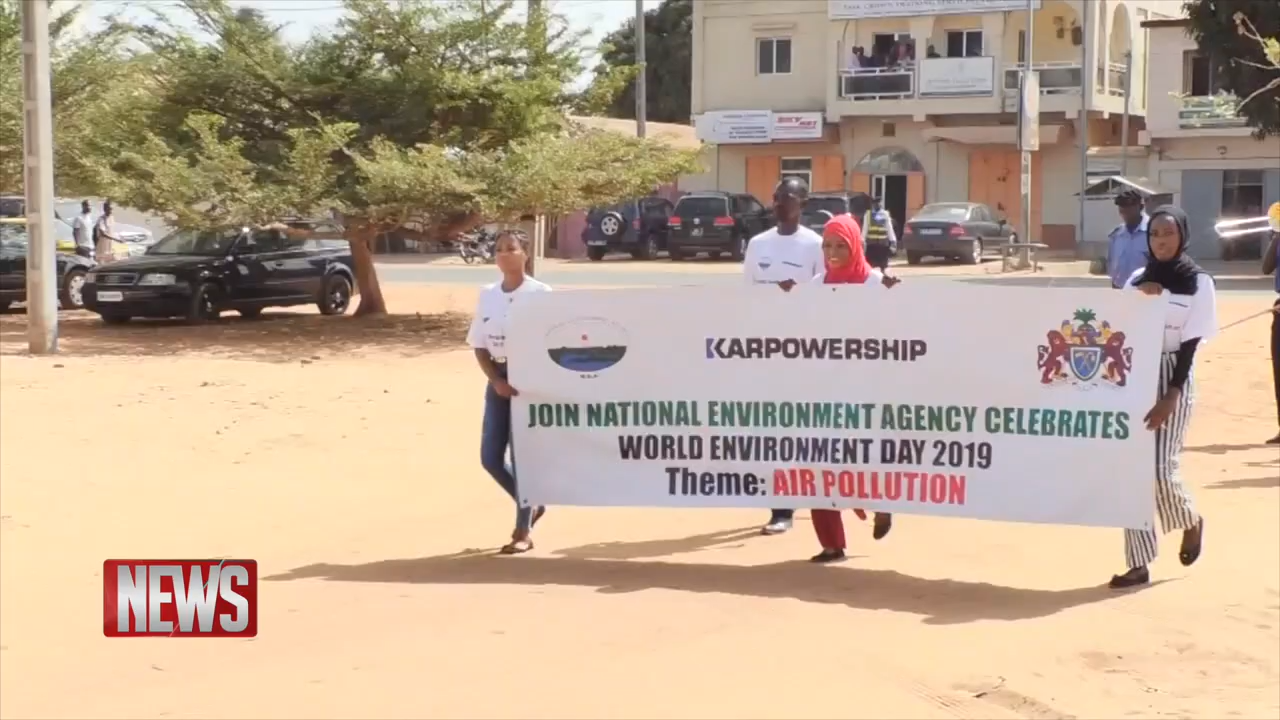 KARPOWERSHIP
JOIN NATIONAL ENVIRONMENT AGENCY CELEBRATES
WORLD ENVIRONMENT DAY 2019
Theme: AIR POLLUTION
NEWS